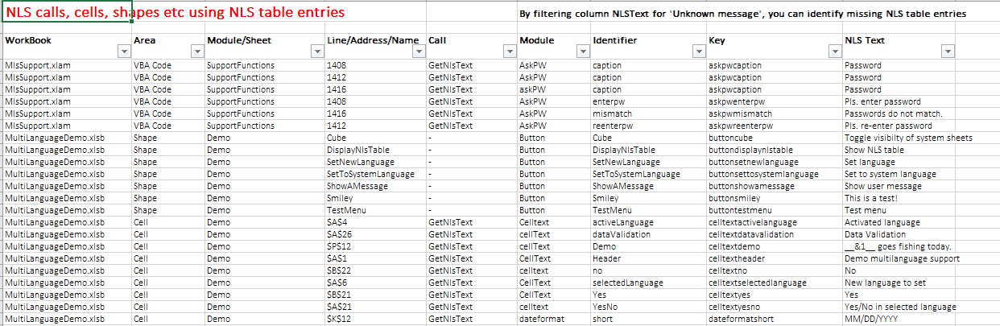 NLS calls, cells, shapes etc using NLS table entries By filtering column NLSText for 'Unknown message', you can identify missing NLS table entries
WorkBook Area Module/Sheet Line/Address/Name Call Module Identifier Key NLS Text
MlsSupport.xlam VBA Code SupportFunctions 1408 GetNlsText AskPW caption askpwcaption Password
MlsSupport.xlam VBA Code SupportFunctions 1412 GetNlsText AskPW caption askpwcaption Password
MlsSupport.xlam VBA Code SupportFunctions 1416 GetNlsText askPW caption askpwcaption Password
MlsSupport.xlam VBA Code SupportFunctions 1408 GetNlsText AskPW enterpw askpwenterpw Pls. enter password
MlsSupport.xlam VBA Code SupportFunctions 1416 GetNlsText AskPW mismatch askpwmismatch Passwords do not match.
MlsSupport.xlam VBA Code SupportFunctions 1412 GetNlsText AskPW reenterpw askpwreenterpw Pls. re-enter password
MultiLanguageDemo.xlsb Shape Demo Cube - Button Cube buttoncube Toggle visibilty of system sheets
MultiLanguageDemo.xlsb Shape Demo DisplayNlsTable - Button DisplayNlsTable buttondisplaynlstable Show NLS table
MultiLanguageDemo.xlsb Shape Demo SetNewLanguage - Button SetNewLanguage buttonsetnewlanguage Set language
MultiLanguageDemo.xlsb Shape Demo SetToSystemLanguage - Button SetToSystemLanguage buttonsettosystemlanguage Set to system language
MultiLanguageDemo.xlsb Shape Demo ShowAMessage - Button ShowAMessage buttonshowamessage Show user message
MultiLanguageDemo.xlsb Shape Demo Smiley - Button Smiley buttonsmiley This is a test!
MultiLanguageDemo.xlsb Shape Demo TestMenu - Button TestMenu buttontestmenu Test menu
MultiLanguageDemo.xlsb Cell Demo $A$4 GetNlsText Celltext activeLanguage celltextactivelanguage Activated language
MultiLanguageDemo.xlsb Cell Demo $A$26 GetNlsText cellText dataValidation celltextdatavalidation Data Validation
MultiLanguageDemo.xlsb Cell Demo $P$12 GetNlsText cellText Demo celltextdemo __&1__ goes fishing today.
MultiLanguageDemo.xlsb Cell Demo $A$1 GetNlsText CellText Header celltextheader Demo multilanguage support
MultiLanguageDemo.xlsb Cell Demo $B$22 GetNlsText celltext no celltextno No
MultiLanguageDemo.xlsb Cell Demo $A$6 GetNlsText CellText selectedLanguage celltextselectedlanguage New language to set
MultiLanguageDemo.xlsb Cell Demo $B$21 GetNlsText CellText Yes celltextyes Yes
MultiLanguageDemo.xlsb Cell Demo $A$21 GetNlsText celltext YesNo celltextyesno Yes/No in selected language
MultiLanguageDemo.xlsb Cell Demo $K$12 GetNlsText dateformat short dateformatshort MM/DD/YYYY